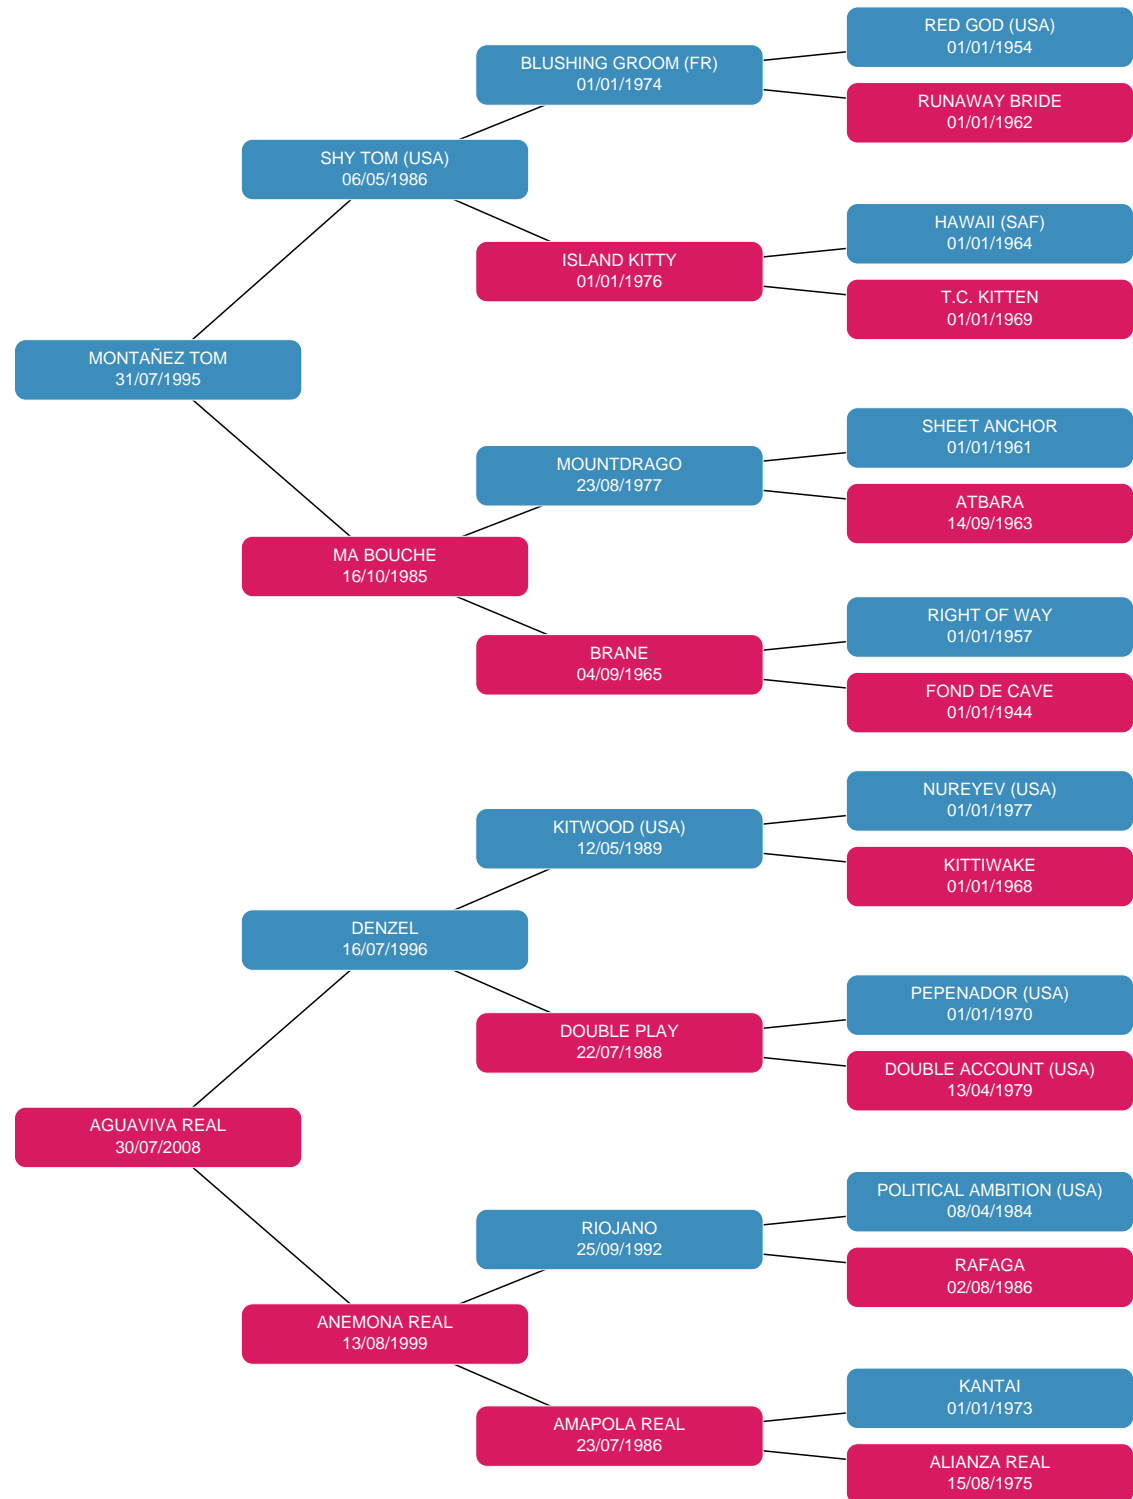 RED GOD (USA)
01/01/1954
BLUSHING GROOM (FR)
01/01/1974
RUNAWAY BRIDE
01/01/1962
SHY TOM (USA)
06/05/1986
HAWAII (SAF)
01/01/1964
ISLAND KITTY
01/01/1976
T.C. KITTEN
01/01/1969
MONTAÑEZ TOM
31/07/1995
SHEET ANCHOR
01/01/1961
MOUNTDRAGO
23/08/1977
ATBARA
14/09/1963
MA BOUCHE
16/10/1985
RIGHT OF WAY
01/01/1957
BRANE
04/09/1965
FOND DE CAVE
01/01/1944
NUREYEV (USA)
01/01/1977
KITWOOD (USA)
12/05/1989
KITTIWAKE
01/01/1968
DENZEL
16/07/1996
PEPENADOR (USA)
01/01/1970
DOUBLE PLAY
22/07/1988
DOUBLE ACCOUNT (USA)
13/04/1979
AGUAVIVA REAL
30/07/2008
POLITICAL AMBITION (USA)
08/04/1984
RIOJANO
25/09/1992
RAFAGA
02/08/1986
ANEMONA REAL
13/08/1999
KANTAI
01/01/1973
AMAPOLA REAL
23/07/1986
ALIANZA REAL
15/08/1975